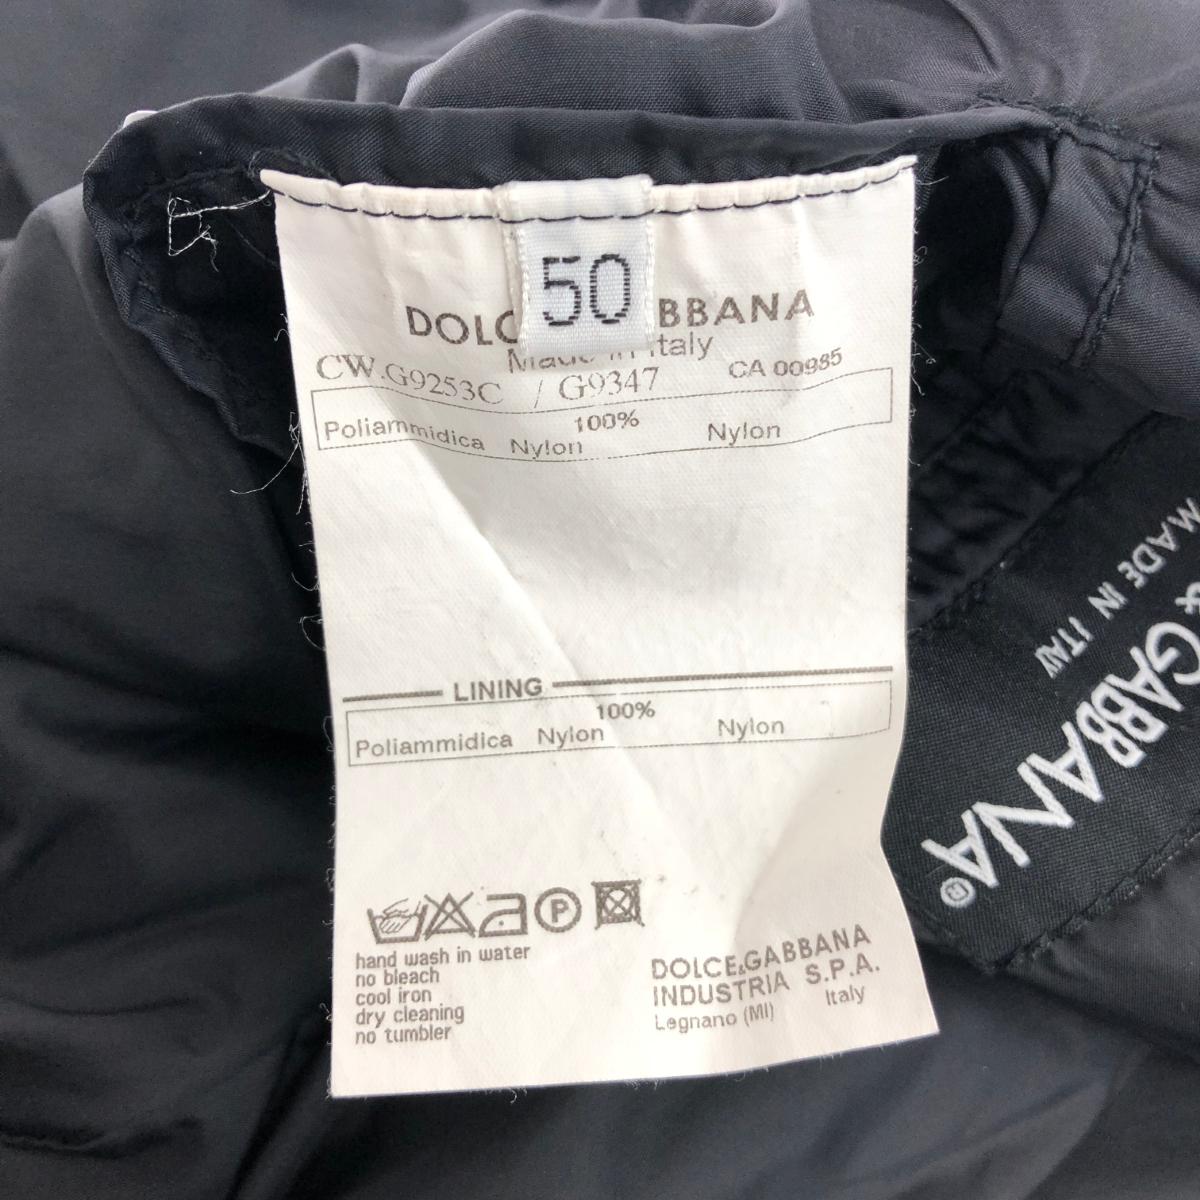 50
DOLC BBANA
Made in Italy
CW.G9253C / G9347 CA 00985
100%
Poliammidica Nylon Nylon
LINING
100%
Poliammidica Nylon Nylon
P
hand wash in water
no bleach
cool iron
dry cleaning
no tumbler
DOLCE&GABBANA
INDUSTRIA S.P.A.
Legnano (MI) Italy
& GABBANA®
MADE IN ITALY